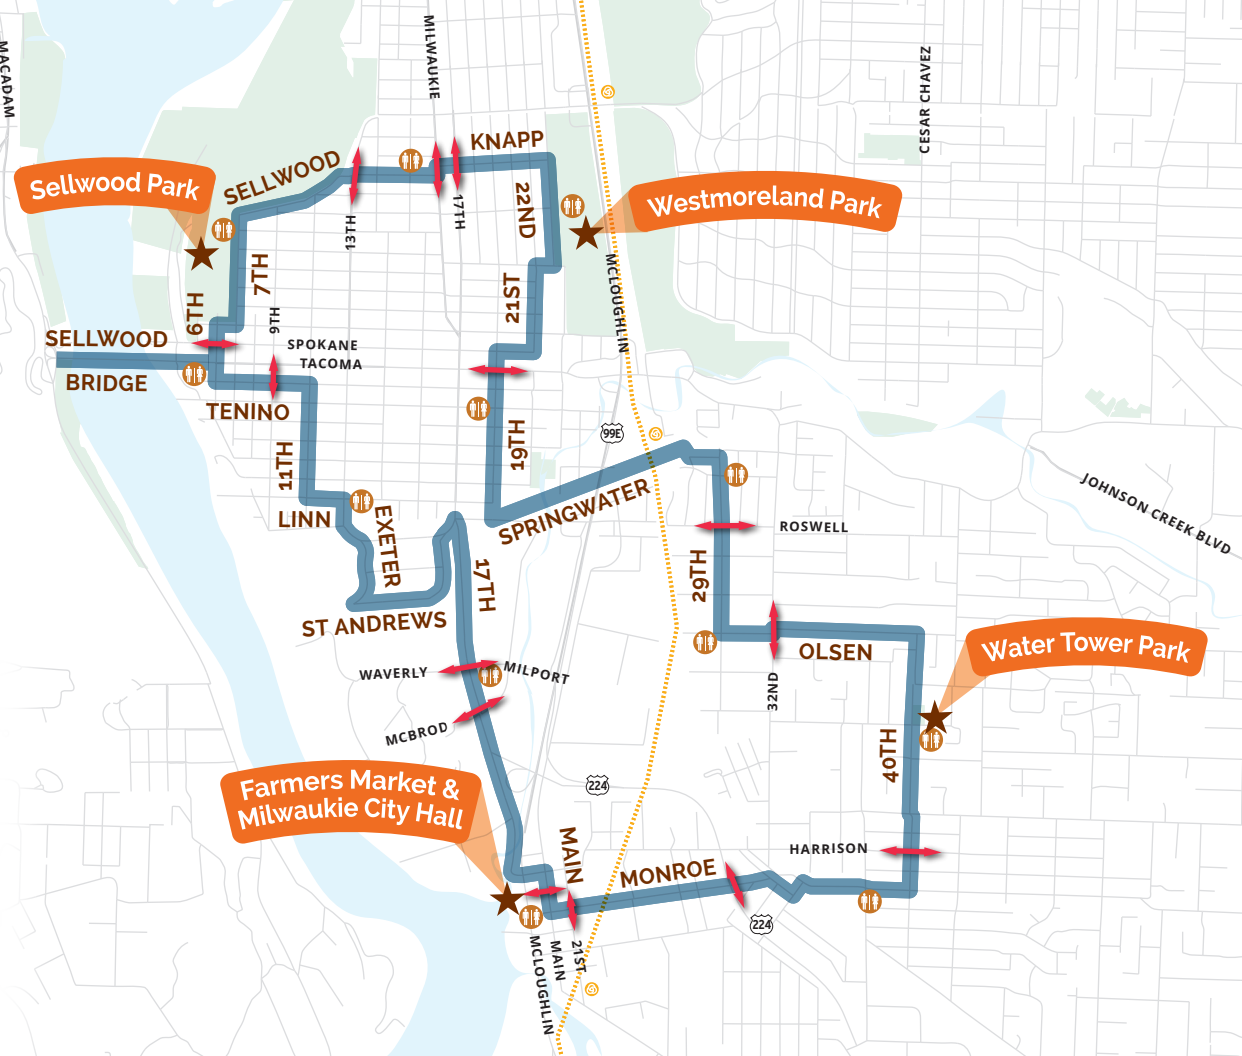 MACADAM
MILWAUKIE
CESAR CHAVEZ
KNAPP
SELLWOOD
Sellwood Park
22ND
17TH
Westmoreland Park
13TH
7TH
21ST
MCLOUGHLIN
6TH
9TH
SELLWOOD
BRIDGE
SPOKANE
TACOMA
TENINO
99E
19TH
11TH
LINN
EXETER
SPRINGWATER
JOHNSON CREEK BLVD
ROSWELL
29TH
17TH
ST ANDREWS
OLSEN
Water Tower Park
WAVERLY
MILPORT
32ND
MCBROD
40TH
224
Farmers Market &
Milwaukie City Hall
MAIN
HARRISON
MONROE
224
MCLOUGHLIN
MAIN
21ST